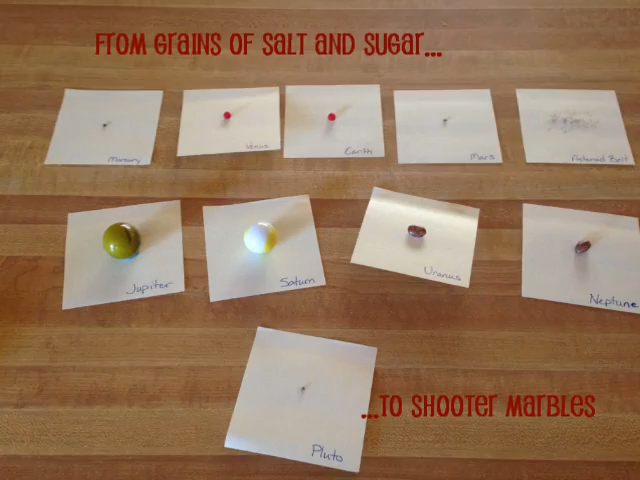 From Grains of Salt and Sugar...
Mercury
Venus
Earth
Mars
Asteroid Belt
Jupiter
Saturn
Uranus
Neptune
Pluto
...to Shooter Marbles